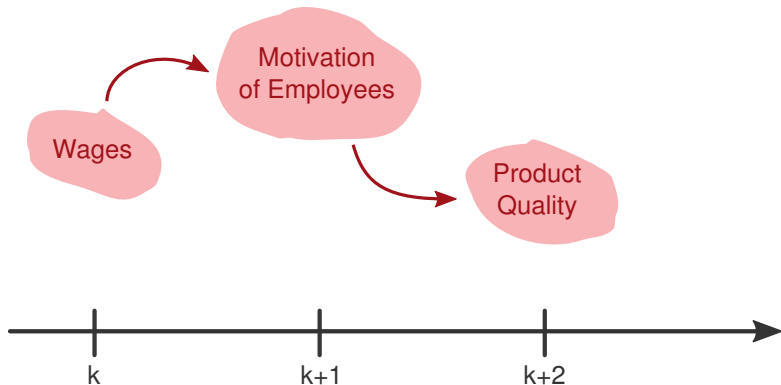 Motivation
of Employees
Wages
Product
Quality
k
k+1
k+2